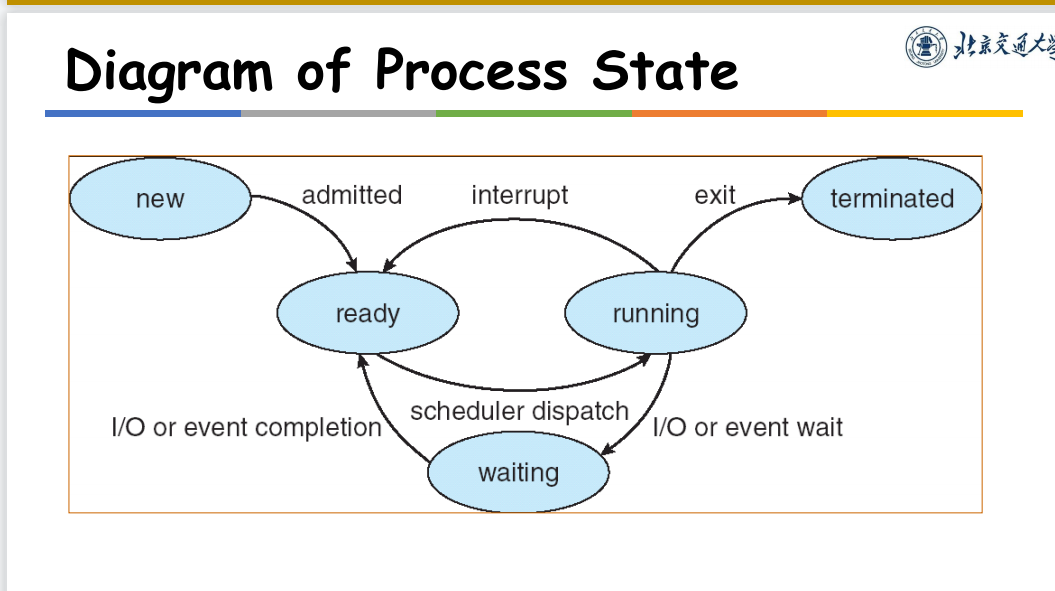 Diagram of Process State
北京交通大学
new
admitted
interrupt
exit
terminated
ready
running
scheduler dispatch
I/O or event completion
I/O or event wait
waiting